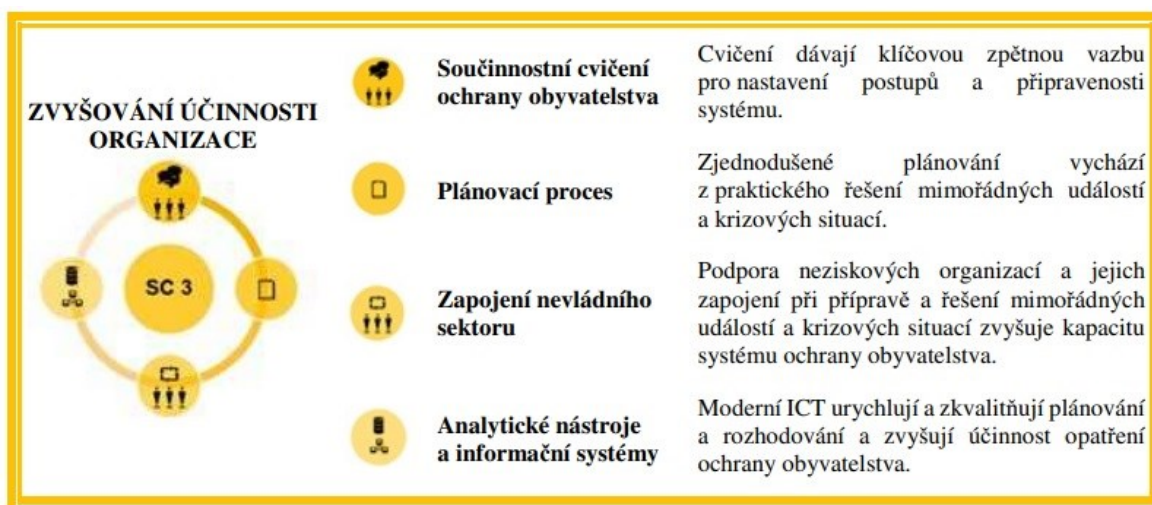 ZVYŠOVÁNÍ ÚČINNOSTI
ORGANIZACE
SC 3
Součinnostní cvičení
ochrany obyvatelstva
Cvičení dávají klíčovou zpětnou vazbu
pro nastavení postupů a připravenosti
systému.
Plánovací proces
Zjednodušené plánování vychází
z praktického řešení mimořádných událostí
a krizových situací.
Zapojení nevládního
sektoru
Podpora neziskových organizací a jejich
zapojení při přípravě a řešení mimořádných
událostí a krizových situací zvyšuje kapacitu
systému ochrany obyvatelstva.
Analytické nástroje
a informační systémy
Moderní ICT urychlují a zkvalitňují plánování
a rozhodování a zvyšují účinnost opatření
ochrany obyvatelstva.